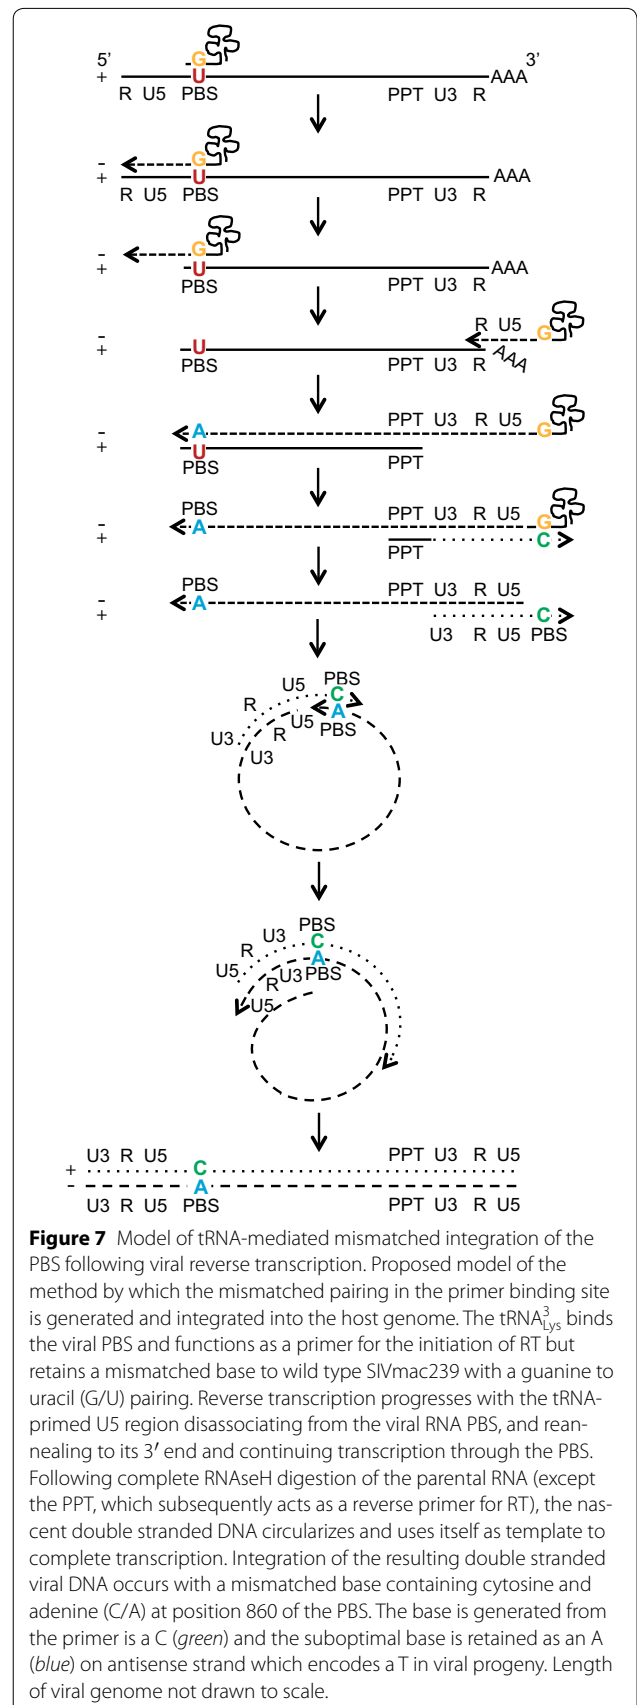 5’ G 3’
+ U AAA
R U5 PBS PPT U3 R
- G
+ U AAA
R U5 PBS PPT U3 R
- G
+ U AAA
PBS PPT U3 R
R U5 G
-
+ U AAA
PBS PPT U3 R
PPT U3 R U5
- A G
+ U
PBS PPT
PBS PPT U3 R U5
- A G
+ PPT C
PBS PPT U3 R U5
- A
+ C
U3 R U5 PBS
U5 PBS
R C
U5 A
U3 R PBS
U3
PBS
U3 C
R A
U5 U3 PBS
R
U5
U3 R U5 PPT U3 R U5
+ C
- A
U3 R U5 PBS PPT U3 R U5
Figure 7 Model of tRNA-mediated mismatched integration of the
PBS following viral reverse transcription. Proposed model of the
method by which the mismatched pairing in the primer binding site
is generated and integrated into the host genome. The tRNA3Lys binds
the viral PBS and functions as a primer for the initiation of RT but
retains a mismatched base to wild type SIVmac239 with a guanine to
uracil (G/U) pairing. Reverse transcription progresses with the tRNA-
primed U5 region disassociating from the viral RNA PBS, and rean-
nealing to its 3′ end and continuing transcription through the PBS.
Following complete RNAseH digestion of the parental RNA (except
the PPT, which subsequently acts as a reverse primer for RT), the nas-
cent double stranded DNA circularizes and uses itself as template to
complete transcription. Integration of the resulting double stranded
viral DNA occurs with a mismatched base containing cytosine and
adenine (C/A) at position 860 of the PBS. The base is generated from
the primer is a C (green) and the suboptimal base is retained as an A
(blue) on antisense strand which encodes a T in viral progeny. Length
of viral genome not drawn to scale.